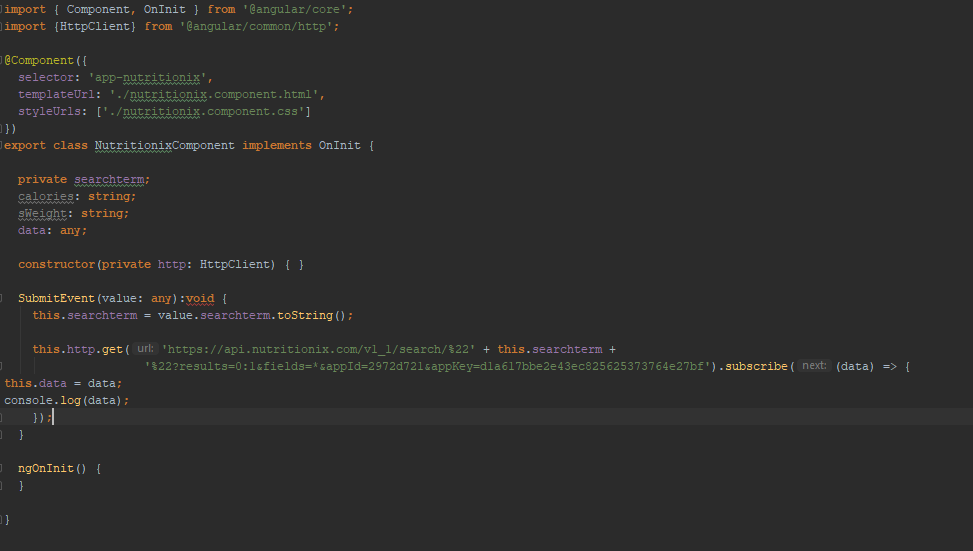 import { Component, OnInit } from '@angular/core';
import {HttpClient} from '@angular/common/http';
@Component({
selector: 'app-nutritionix',
templateUrl: './nutritionix.component.html',
styleUrls: ['./nutritionix.component.css']
})
export class NutritionixComponent implements OnInit {
private searchterm;
calories: string;
sWeight: string;
data: any;
constructor(private http: HttpClient) { }
SubmitEvent(value: any):void {
this.searchterm = value.searchterm.toString();
this.http.get( url: 'https://api.nutritionix.com/v1_1/search/%22' + this.searchterm +
'%22?results=0:1&fields=*&appId=2972d721&appKey=d1a617bbe2e43ec825625373764e27bf').subscribe( next: (data) => {
this.data = data;
console.log(data);
});
}
ngOnInit() {
}
}